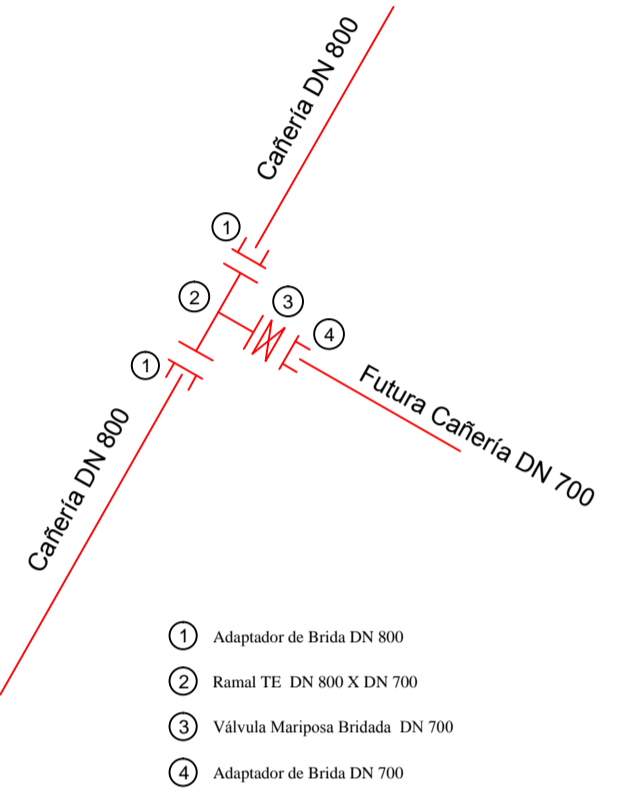 Cañería DN 800
1
2
3
4
1
Futura Cañería DN 700
Cañería DN 800
1 Adaptador de Brida DN 800
2 Ramal TE DN 800 X DN 700
3 Válvula Mariposa Bridada DN 700
4 Adaptador de Brida DN 700